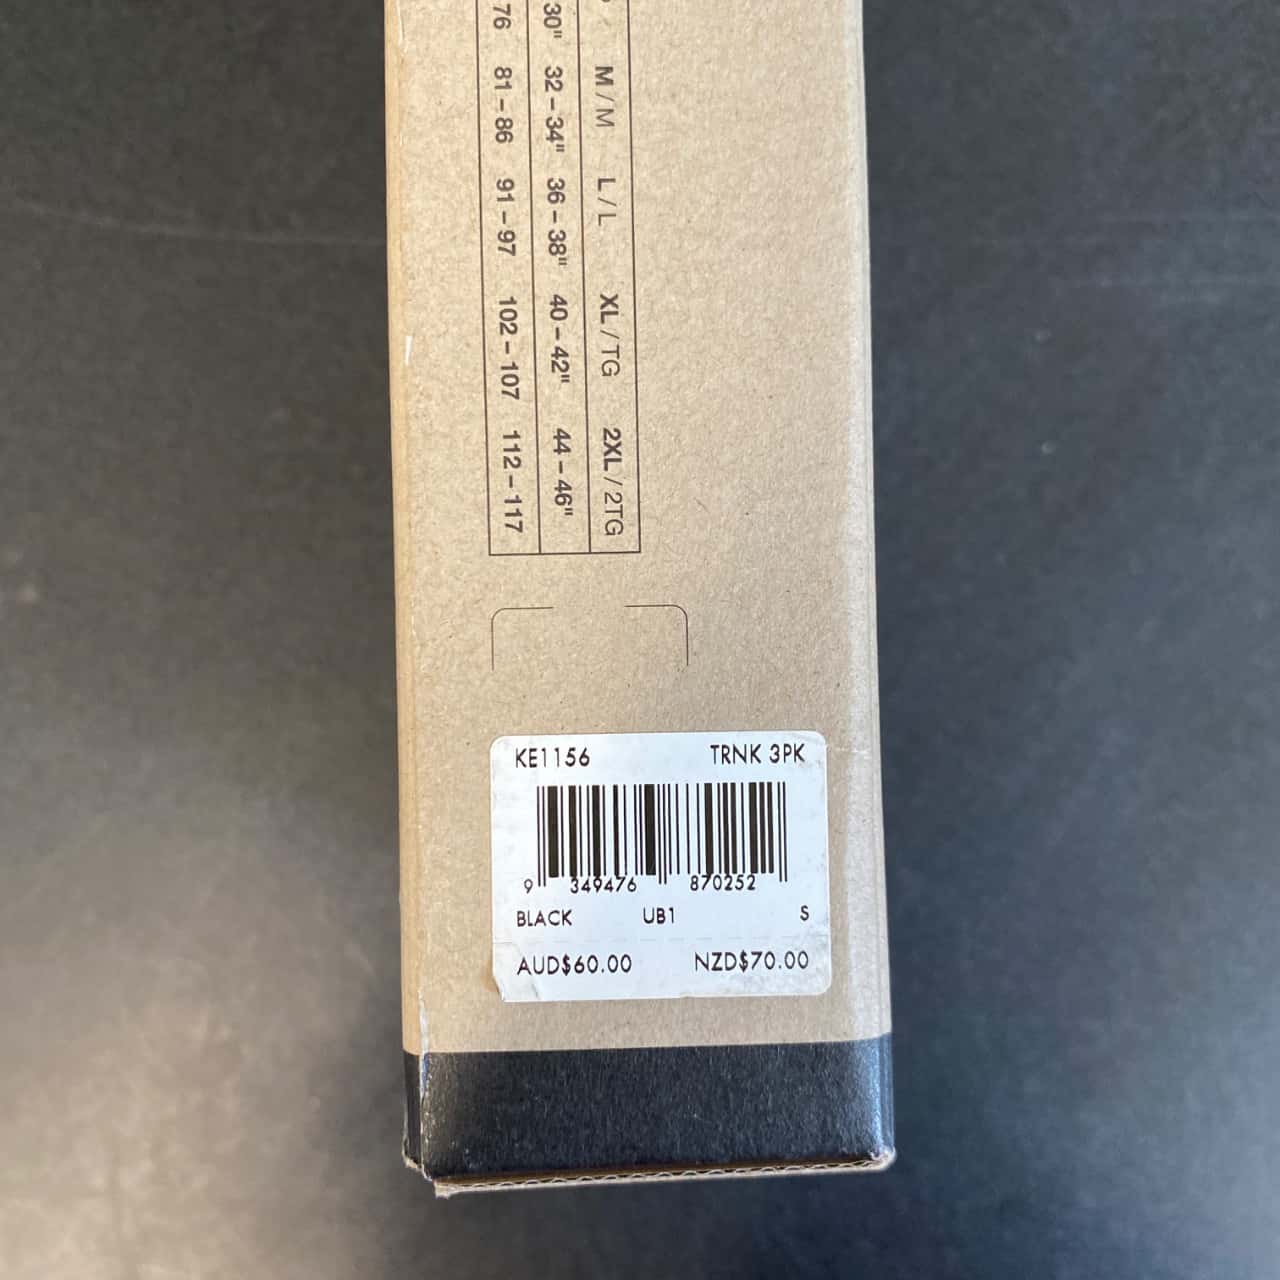 M / M L / L XL / TG 2XL / 2TG
30" 32 – 34" 36 – 38" 40 – 42" 44 – 46"
76 81 – 86 91 – 97 102 – 107 112 – 117
KE1156 TRNK 3PK
9 349476 870252
BLACK UB1 S
AUD$60.00 NZD$70.00